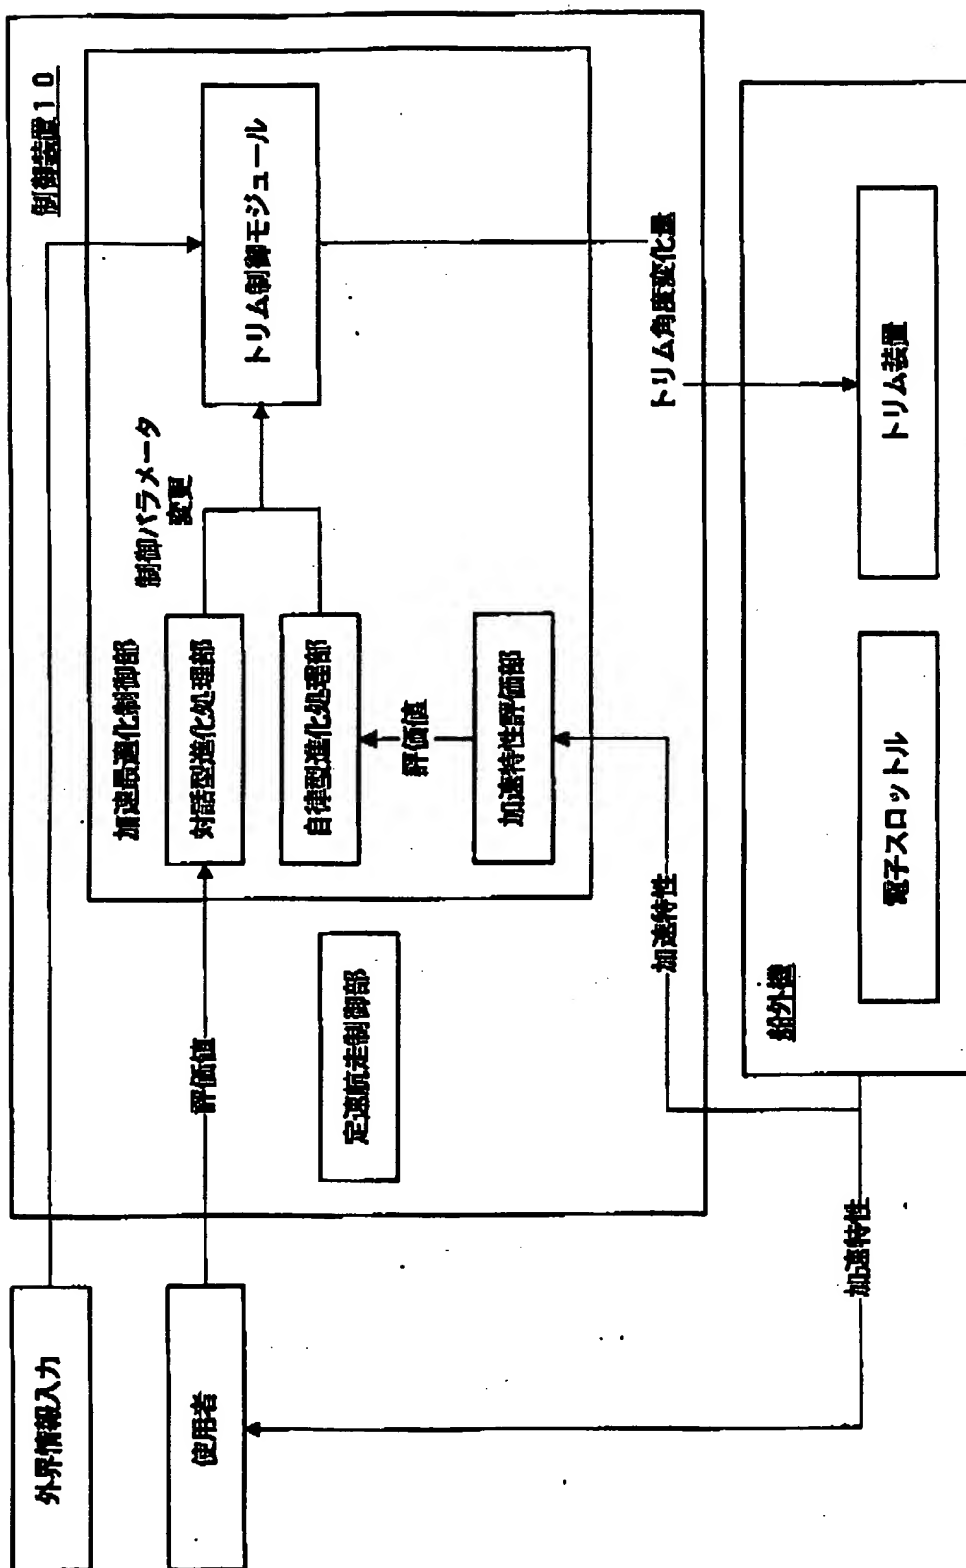 外界情報入力
使用者
評価値
制御装置10
加速最適化制御部
対話型進化処理部
自律型進化処理部
評価値
加速特性評価部
制御パラメータ
変更
トリム制御モジュール
定速航走制御部
トリム角度変化量
加速特性
加速特性
船外機
電子スロットル
トリム装置